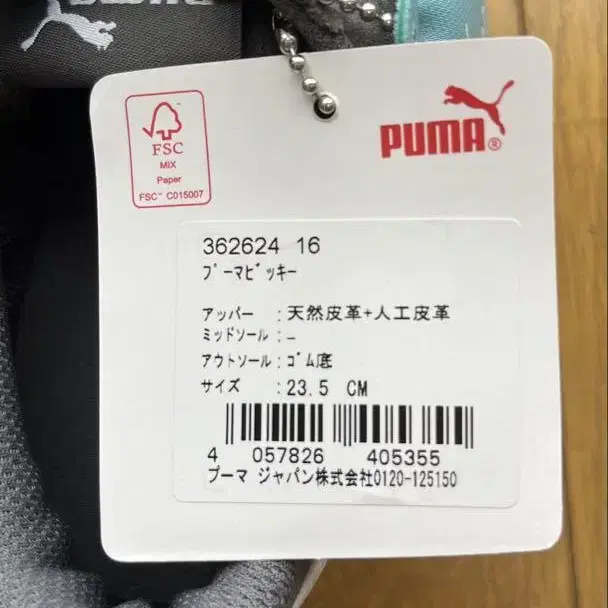 FSC
MIX
Paper
FSC™ C015007
PUMA®
362624 16
プーマビッキー
アッパー : 天然皮革+人工皮革
ミッドソール : –
アウトソール : ゴム底
サイズ : 23.5 CM
4 057826 405355
プーマ ジャパン株式会社0120-125150